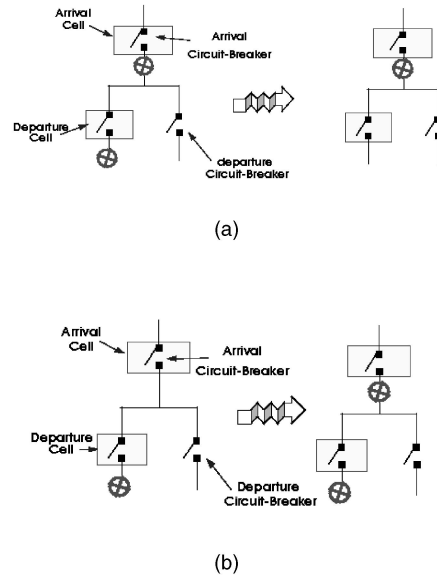 Arrival
Cell
Arrival
Circuit-Breaker
Departure
Cell
departure
Circuit-Breaker
(a)
Arrival
Cell
Arrival
Circuit-Breaker
Departure
Cell
Departure
Circuit-Breaker
(b)